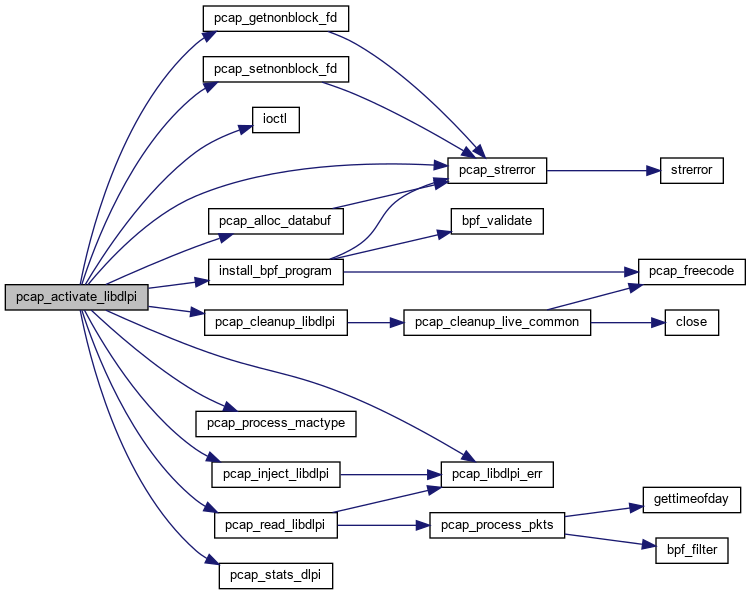 pcap_getnonblock_fd
pcap_setnonblock_fd
ioctl
pcap_strerror
strerror
pcap_alloc_databuf
bpf_validate
install_bpf_program
pcap_freecode
pcap_activate_libdlpi
pcap_cleanup_libdlpi
pcap_cleanup_live_common
close
pcap_process_mactype
pcap_inject_libdlpi
pcap_libdlpi_err
gettimeofday
pcap_read_libdlpi
pcap_process_pkts
bpf_filter
pcap_stats_dlpi